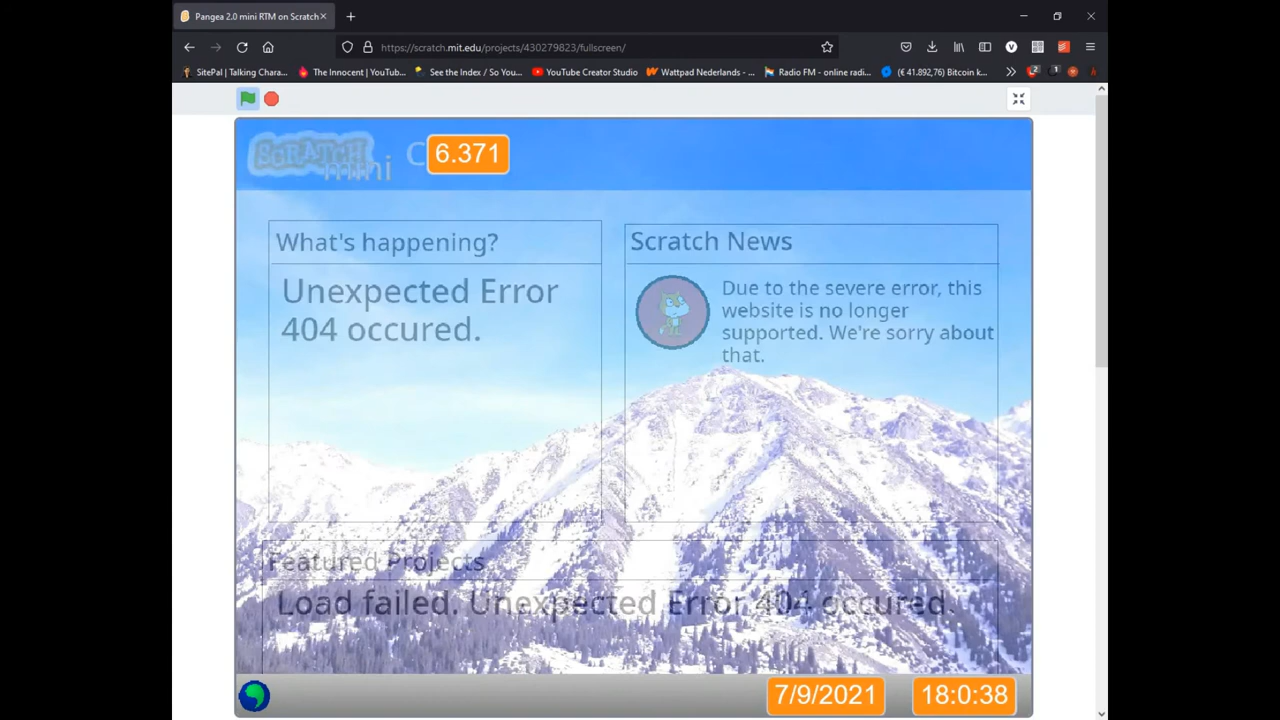 Pangea 2.0 mini RTM on Scratch
https://scratch.mit.edu/projects/430279823/fullscreen/
SitePal | Talking Chara...
The Innocent | YouTub...
See the Index / So You...
YouTube Creator Studio
Wattpad Nederlands - ...
Radio FM - online radi...
(€ 41.892,76) Bitcoin k...
2
1
SCRATCH
mini
C
6.371
What's happening?
Unexpected Error
404 occured.
Scratch News
Due to the severe error, this
website is no longer
supported. We're sorry about
that.
Featured Projects
Load failed. Unexpected Error 404 occured.
7/9/2021
18:0:38